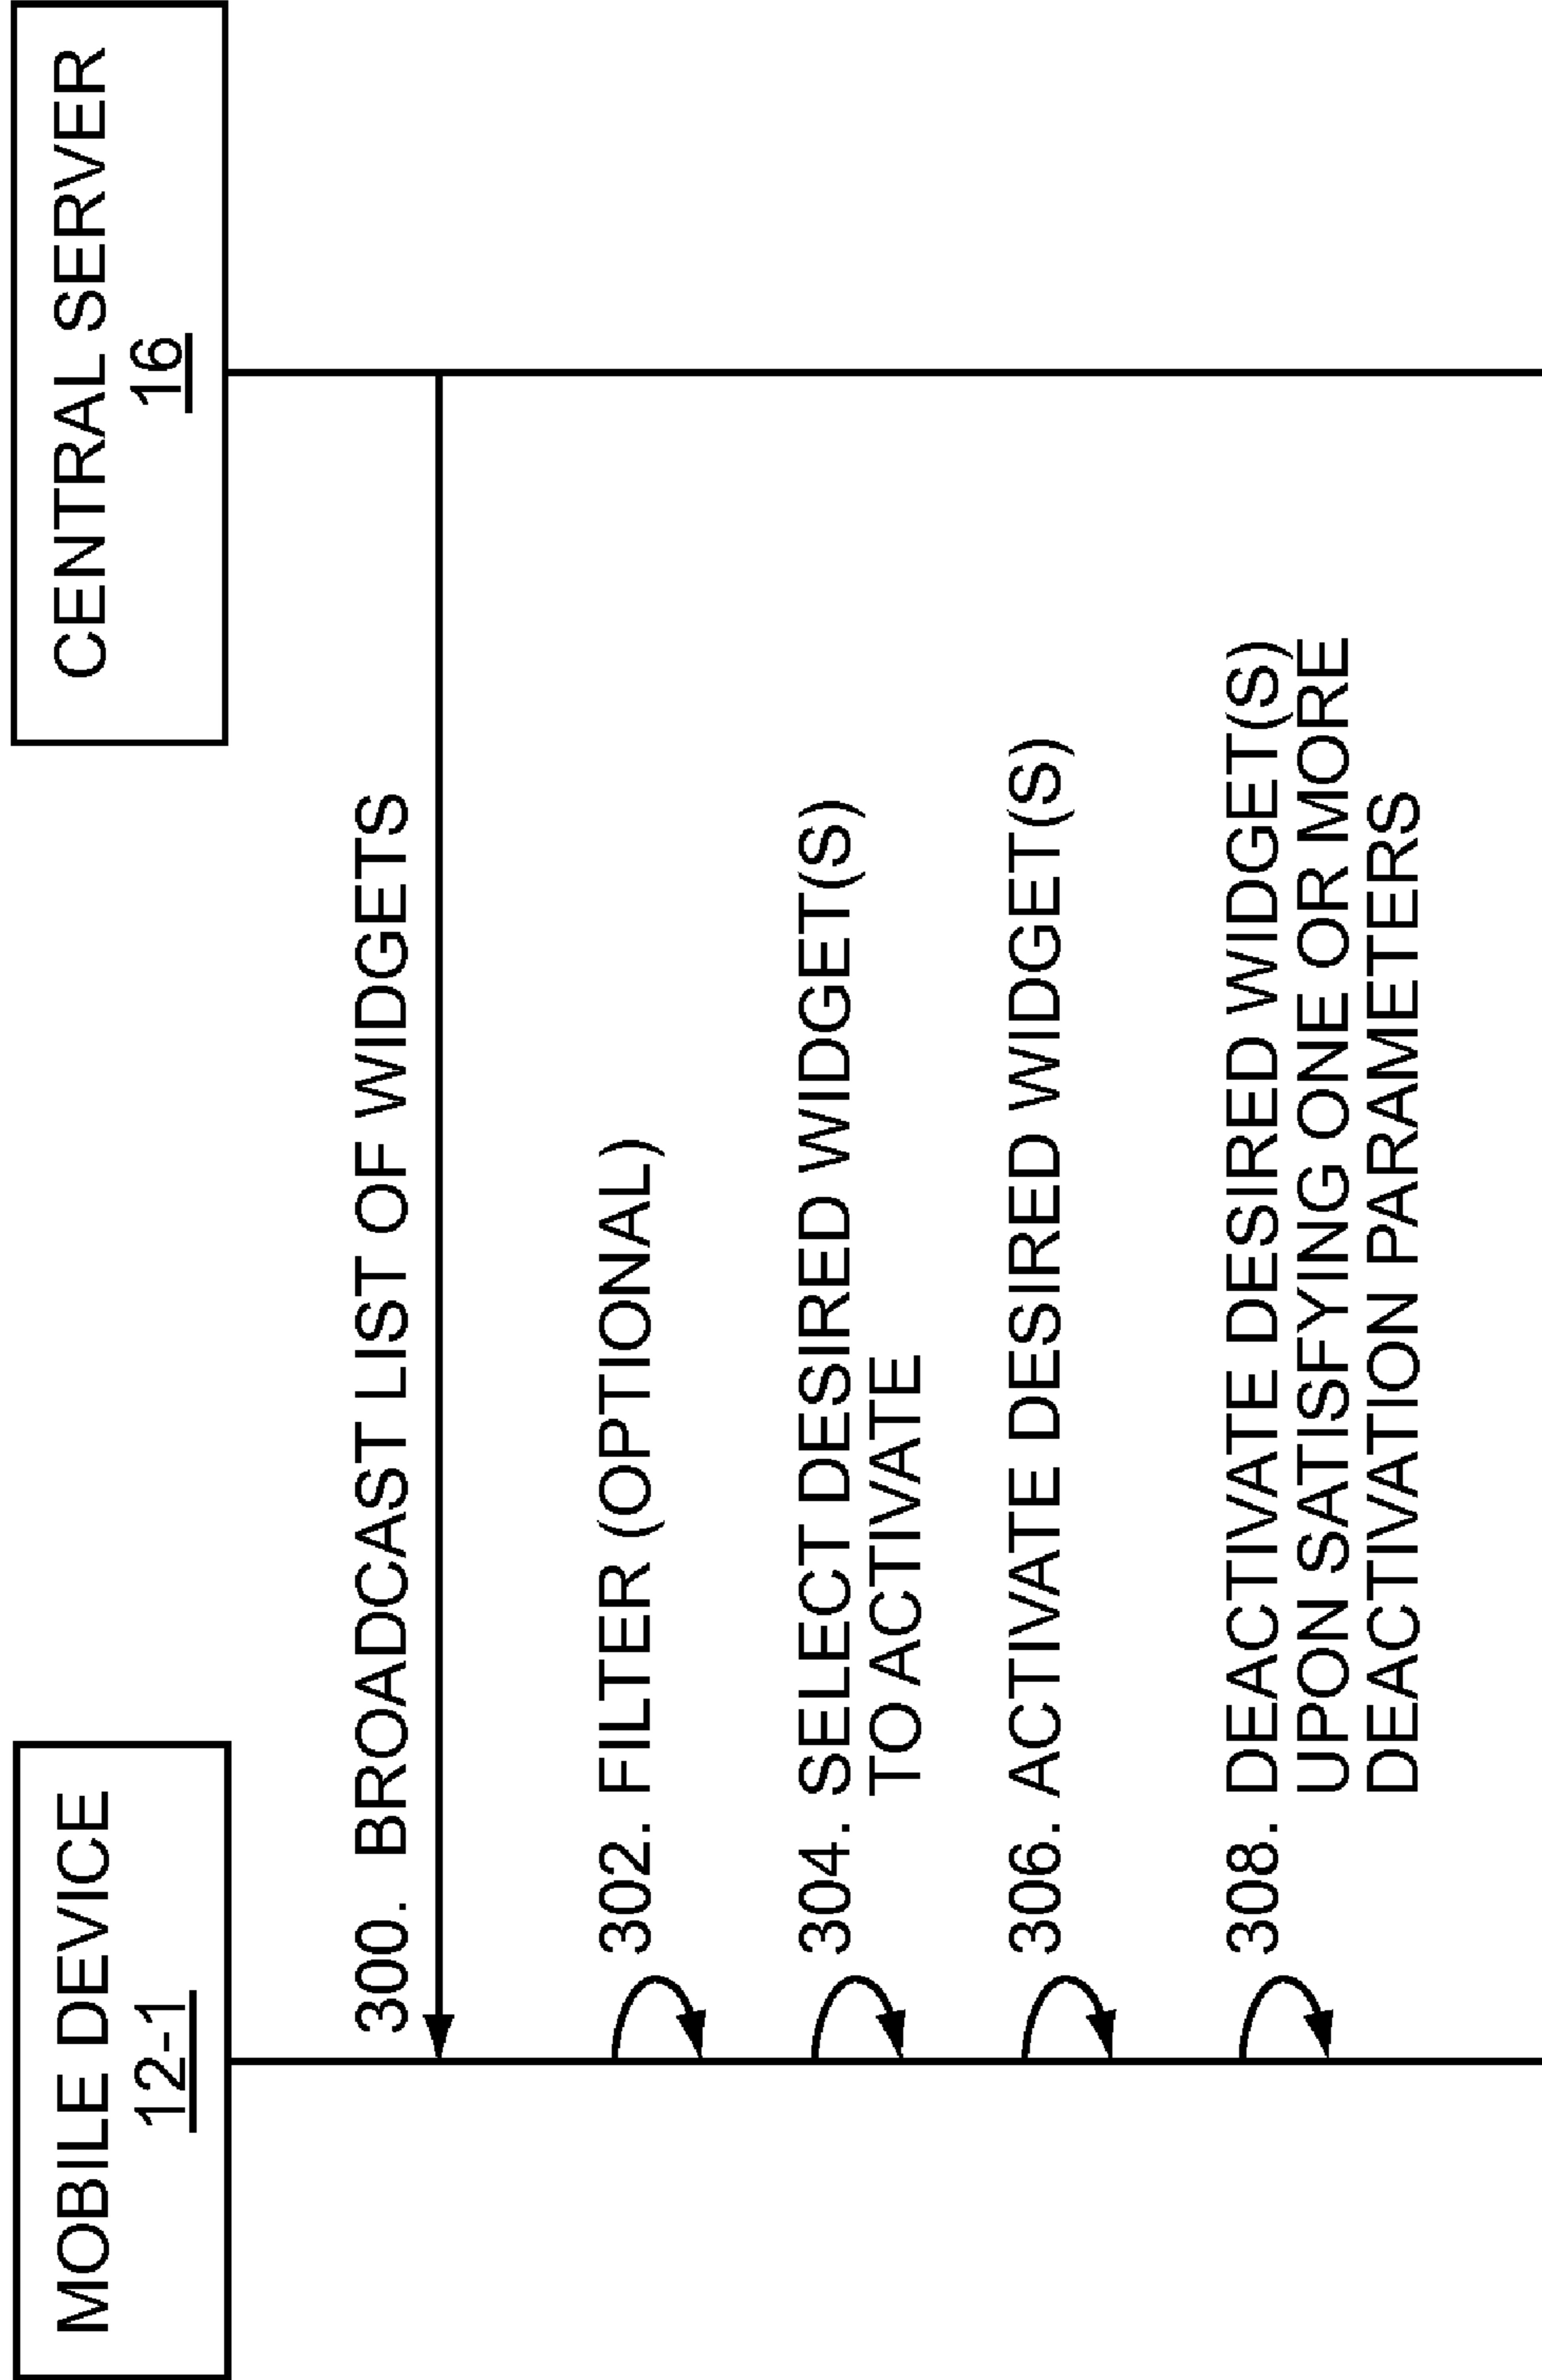 MOBILE DEVICE
12-1
CENTRAL SERVER
16
300. BROADCAST LIST OF WIDGETS
302. FILTER (OPTIONAL)
304. SELECT DESIRED WIDGET(S)
TO ACTIVATE
306. ACTIVATE DESIRED WIDGET(S)
308. DEACTIVATE DESIRED WIDGET(S)
UPON SATISFYING ONE OR MORE
DEACTIVATION PARAMETERS